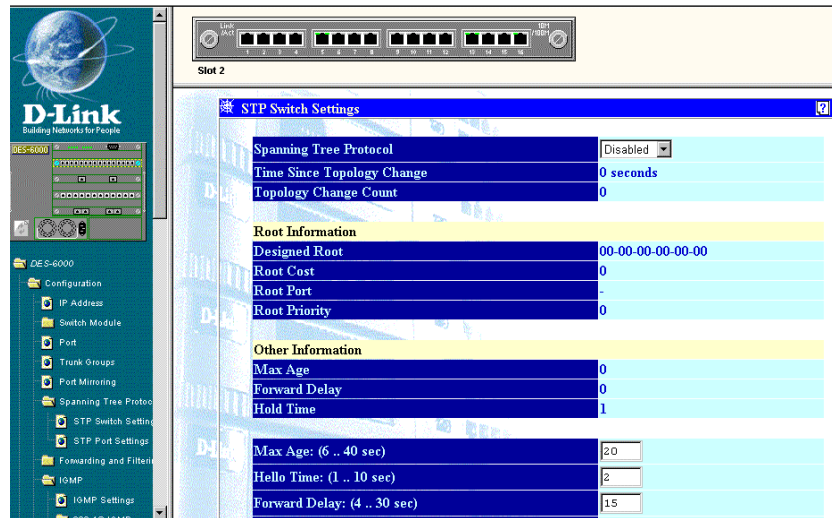 Link
/Act
10M
/100M
1 2 3 4 5 6 7 8 9 10 11 12 13 14 15 16
Slot 2
D-Link
Building Networks for People
DES-6000
DES-6000
Configuration
IP Address
Switch Module
Port
Trunk Groups
Port Mirroring
Spanning Tree Protoc
STP Switch Setting
STP Port Settings
Forwarding and Filterin
IGMP
IGMP Settings
STP Switch Settings
?
Spanning Tree Protocol Disabled
Time Since Topology Change 0 seconds
Topology Change Count 0
Root Information
Designed Root 00-00-00-00-00-00
Root Cost 0
Root Port -
Root Priority 0
Other Information
Max Age 0
Forward Delay 0
Hold Time 1
Max Age: (6 .. 40 sec) 20
Hello Time: (1 .. 10 sec) 2
Forward Delay: (4 .. 30 sec) 15